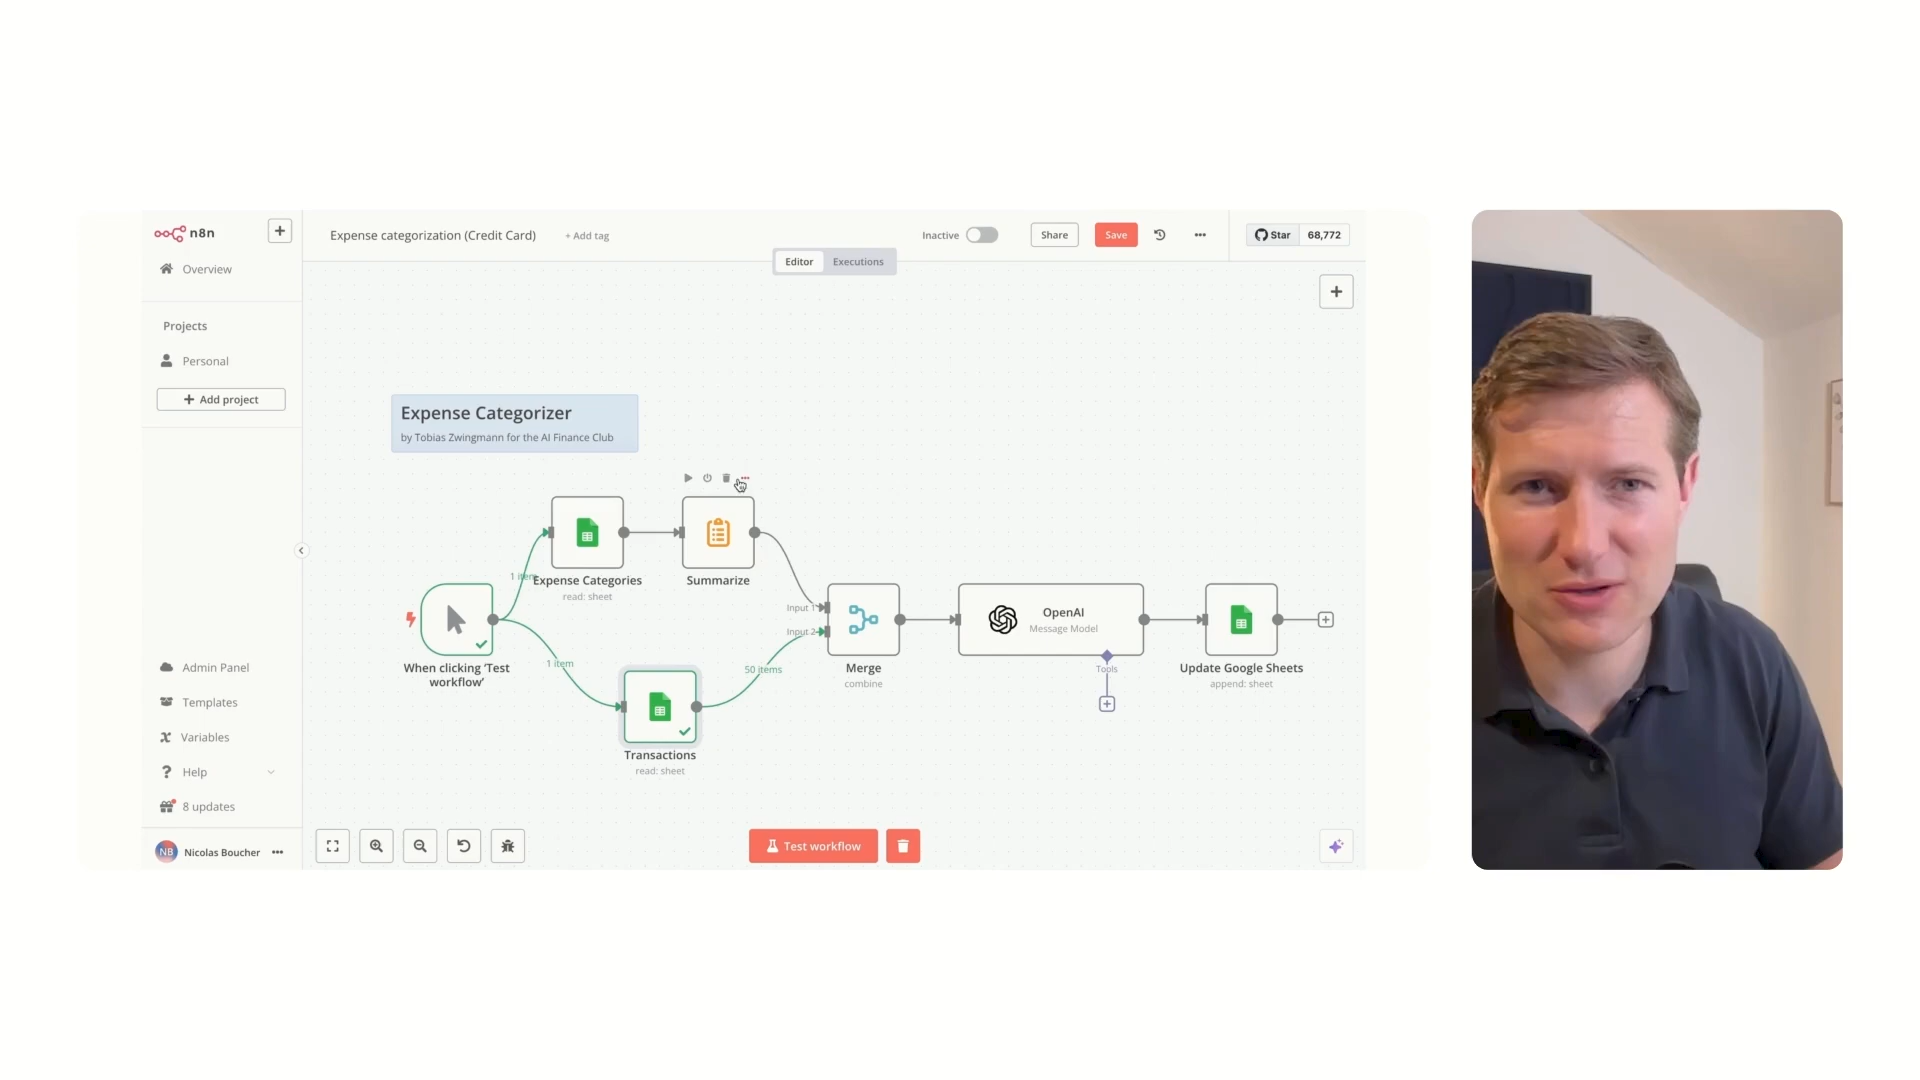 n8n
Expense categorization (Credit Card)
+ Add tag
Inactive
Share
Save
Star
68,772
Editor
Executions
Overview
Projects
Personal
Add project
Expense Categorizer
by Tobias Zwingmann for the AI Finance Club
1 item
Expense Categories
read: sheet
Summarize
Input 1
Input 2
When clicking ‘Test
workflow’
1 item
50 items
Transactions
read: sheet
Merge
combine
OpenAI
Message Model
Tools
Update Google Sheets
append: sheet
Admin Panel
Templates
Variables
Help
8 updates
NB
Nicolas Boucher
Test workflow